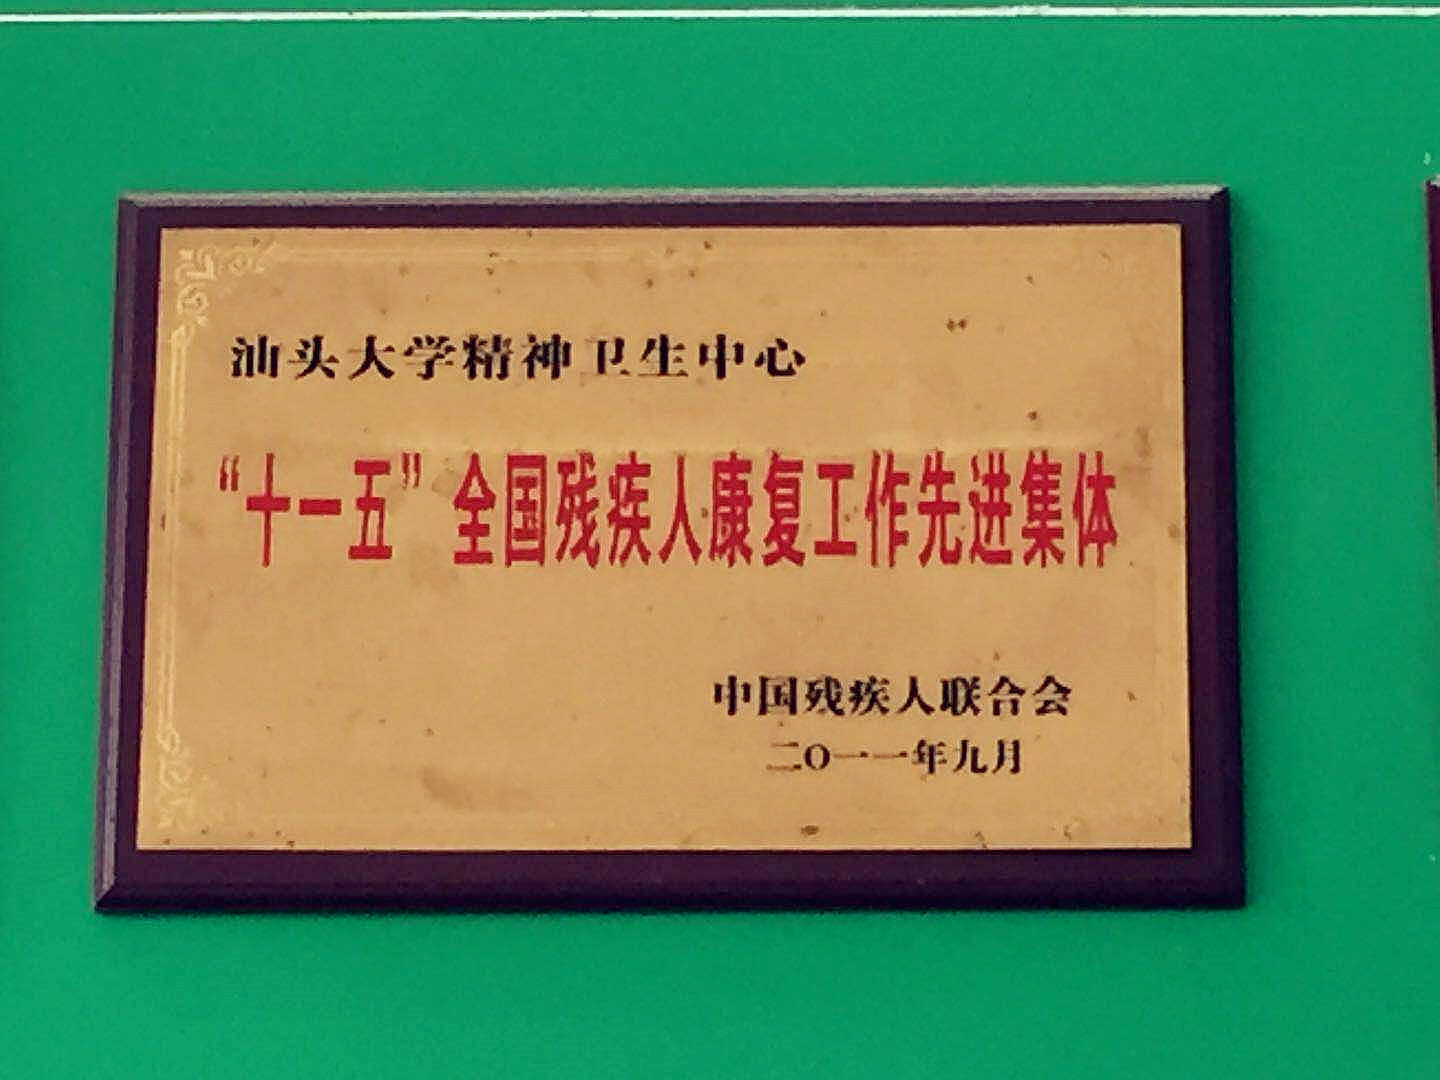 汕头大学精神卫生中心
“十一五”全国残疾人康复工作先进集体
中国残疾人联合会
二O一一年九月